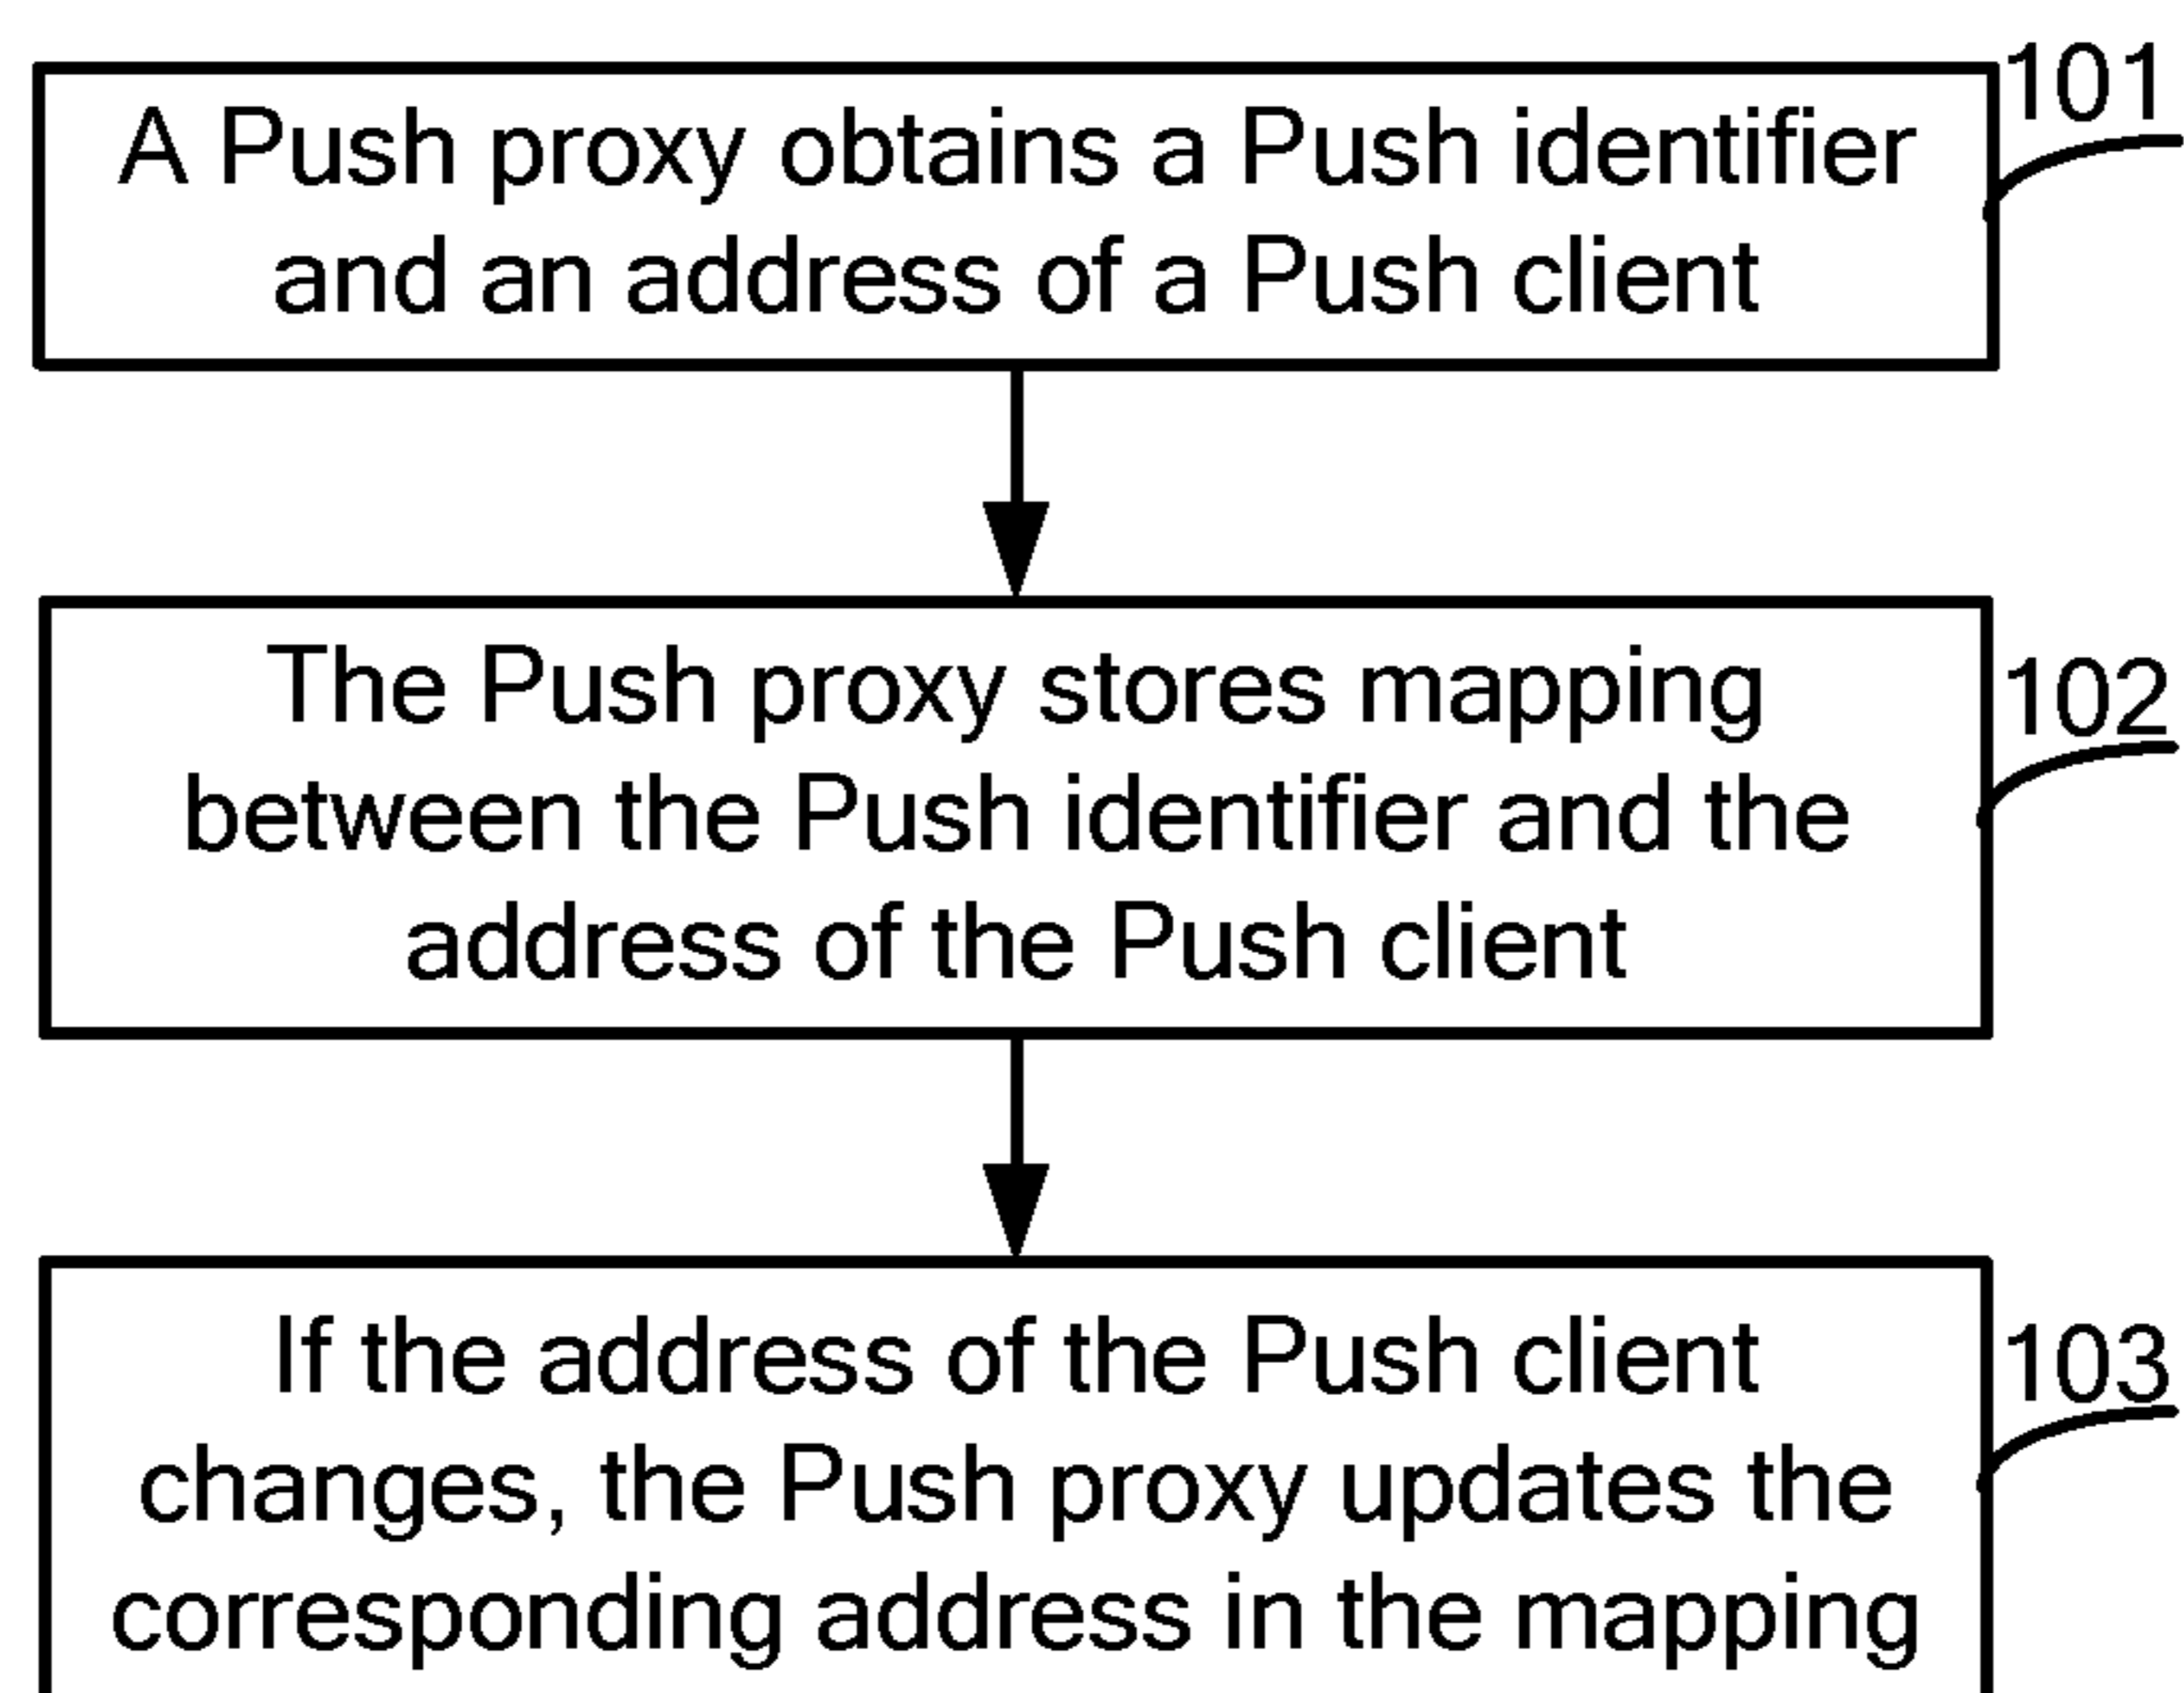 101
A Push proxy obtains a Push identifier
and an address of a Push client
102
The Push proxy stores mapping
between the Push identifier and the
address of the Push client
103
If the address of the Push client
changes, the Push proxy updates the
corresponding address in the mapping